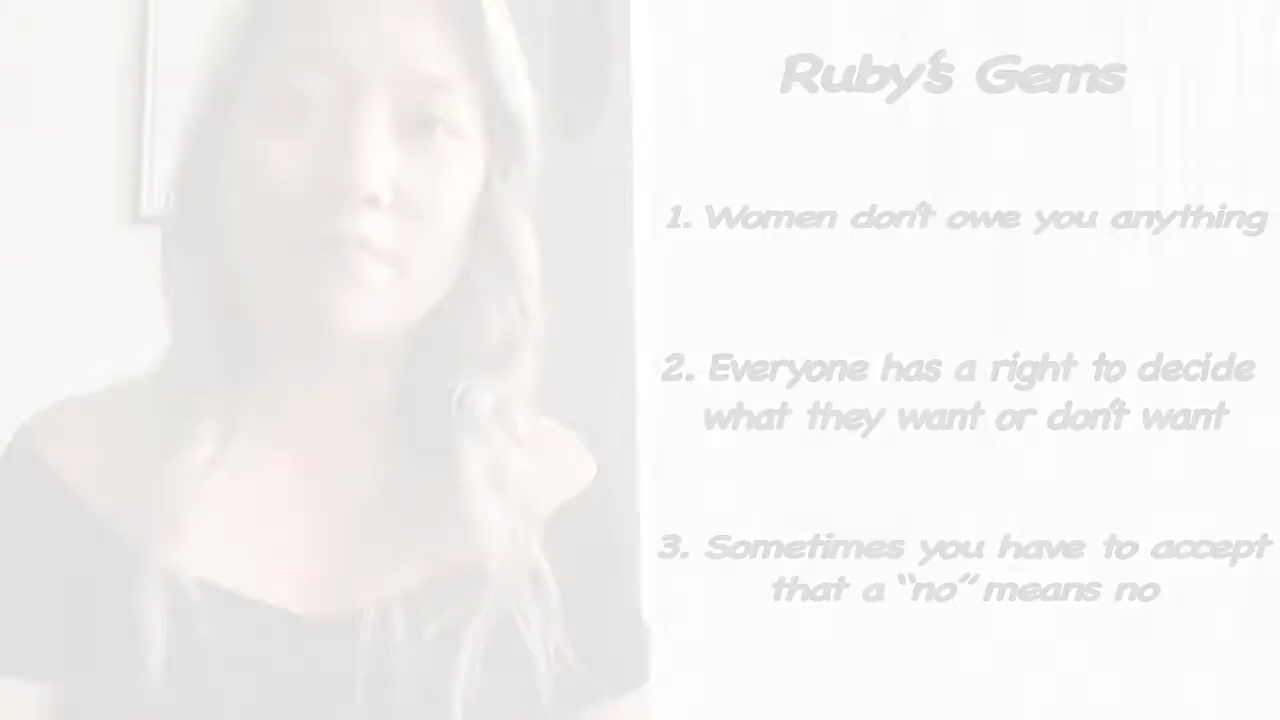 Ruby's Gems
1. Women don't owe you anything
2. Everyone has a right to decide
what they want or don't want
3. Sometimes you have to accept
that a "no" means no